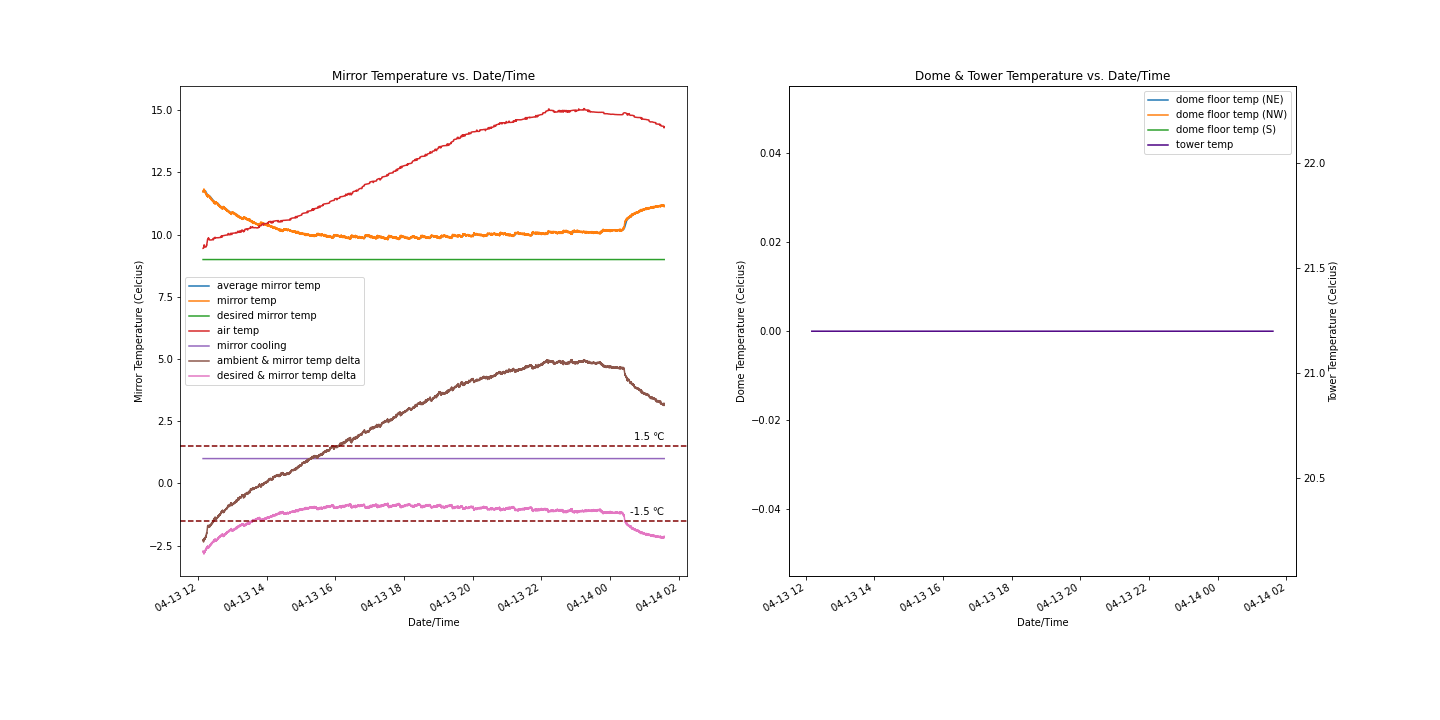 Mirror Temperature vs. Date/Time
15.0
12.5
10.0
7.5
5.0
2.5
0.0
−2.5
Mirror Temperature (Celcius)
average mirror temp
mirror temp
desired mirror temp
air temp
mirror cooling
ambient & mirror temp delta
desired & mirror temp delta
1.5 °C
-1.5 °C
04-13 12
04-13 14
04-13 16
04-13 18
04-13 20
04-13 22
04-14 00
04-14 02
Date/Time
Dome & Tower Temperature vs. Date/Time
dome floor temp (NE)
dome floor temp (NW)
dome floor temp (S)
tower temp
0.04
0.02
0.00
−0.02
−0.04
Dome Temperature (Celcius)
22.0
21.5
21.0
20.5
Tower Temperature (Celcius)
04-13 12
04-13 14
04-13 16
04-13 18
04-13 20
04-13 22
04-14 00
04-14 02
Date/Time